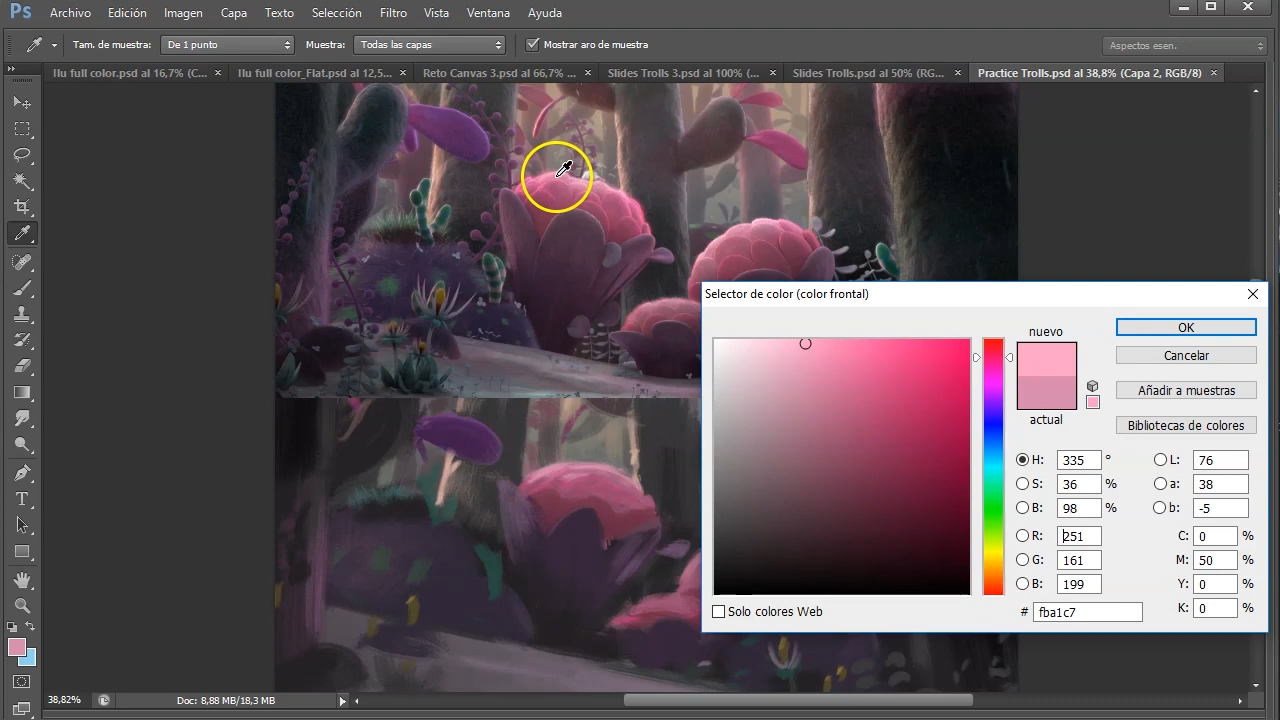 Ps Archivo Edición Imagen Capa Texto Selección Filtro Vista Ventana Ayuda
Tam. de muestra: De 1 punto Muestra: Todas las capas Mostrar aro de muestra Aspectos esen.
Ilu full color.psd al 16,7% (C... × Ilu full color_Flat.psd al 12,5... × Reto Canvas 3.psd al 66,7% ... × Slides Trolls 3.psd al 100% (... × Slides Trolls.psd al 50% (RG... × Practice Trolls.psd al 38,8% (Capa 2, RGB/8) ×
Selector de color (color frontal)
nuevo
actual
OK
Cancelar
Añadir a muestras
Bibliotecas de colores
H: 335 ° L: 76
S: 36 % a: 38
B: 98 % b: -5
R: 251 C: 0 %
G: 161 M: 50 %
B: 199 Y: 0 %
# fba1c7 K: 0 %
Solo colores Web
38,82% Doc: 8,88 MB/18,3 MB